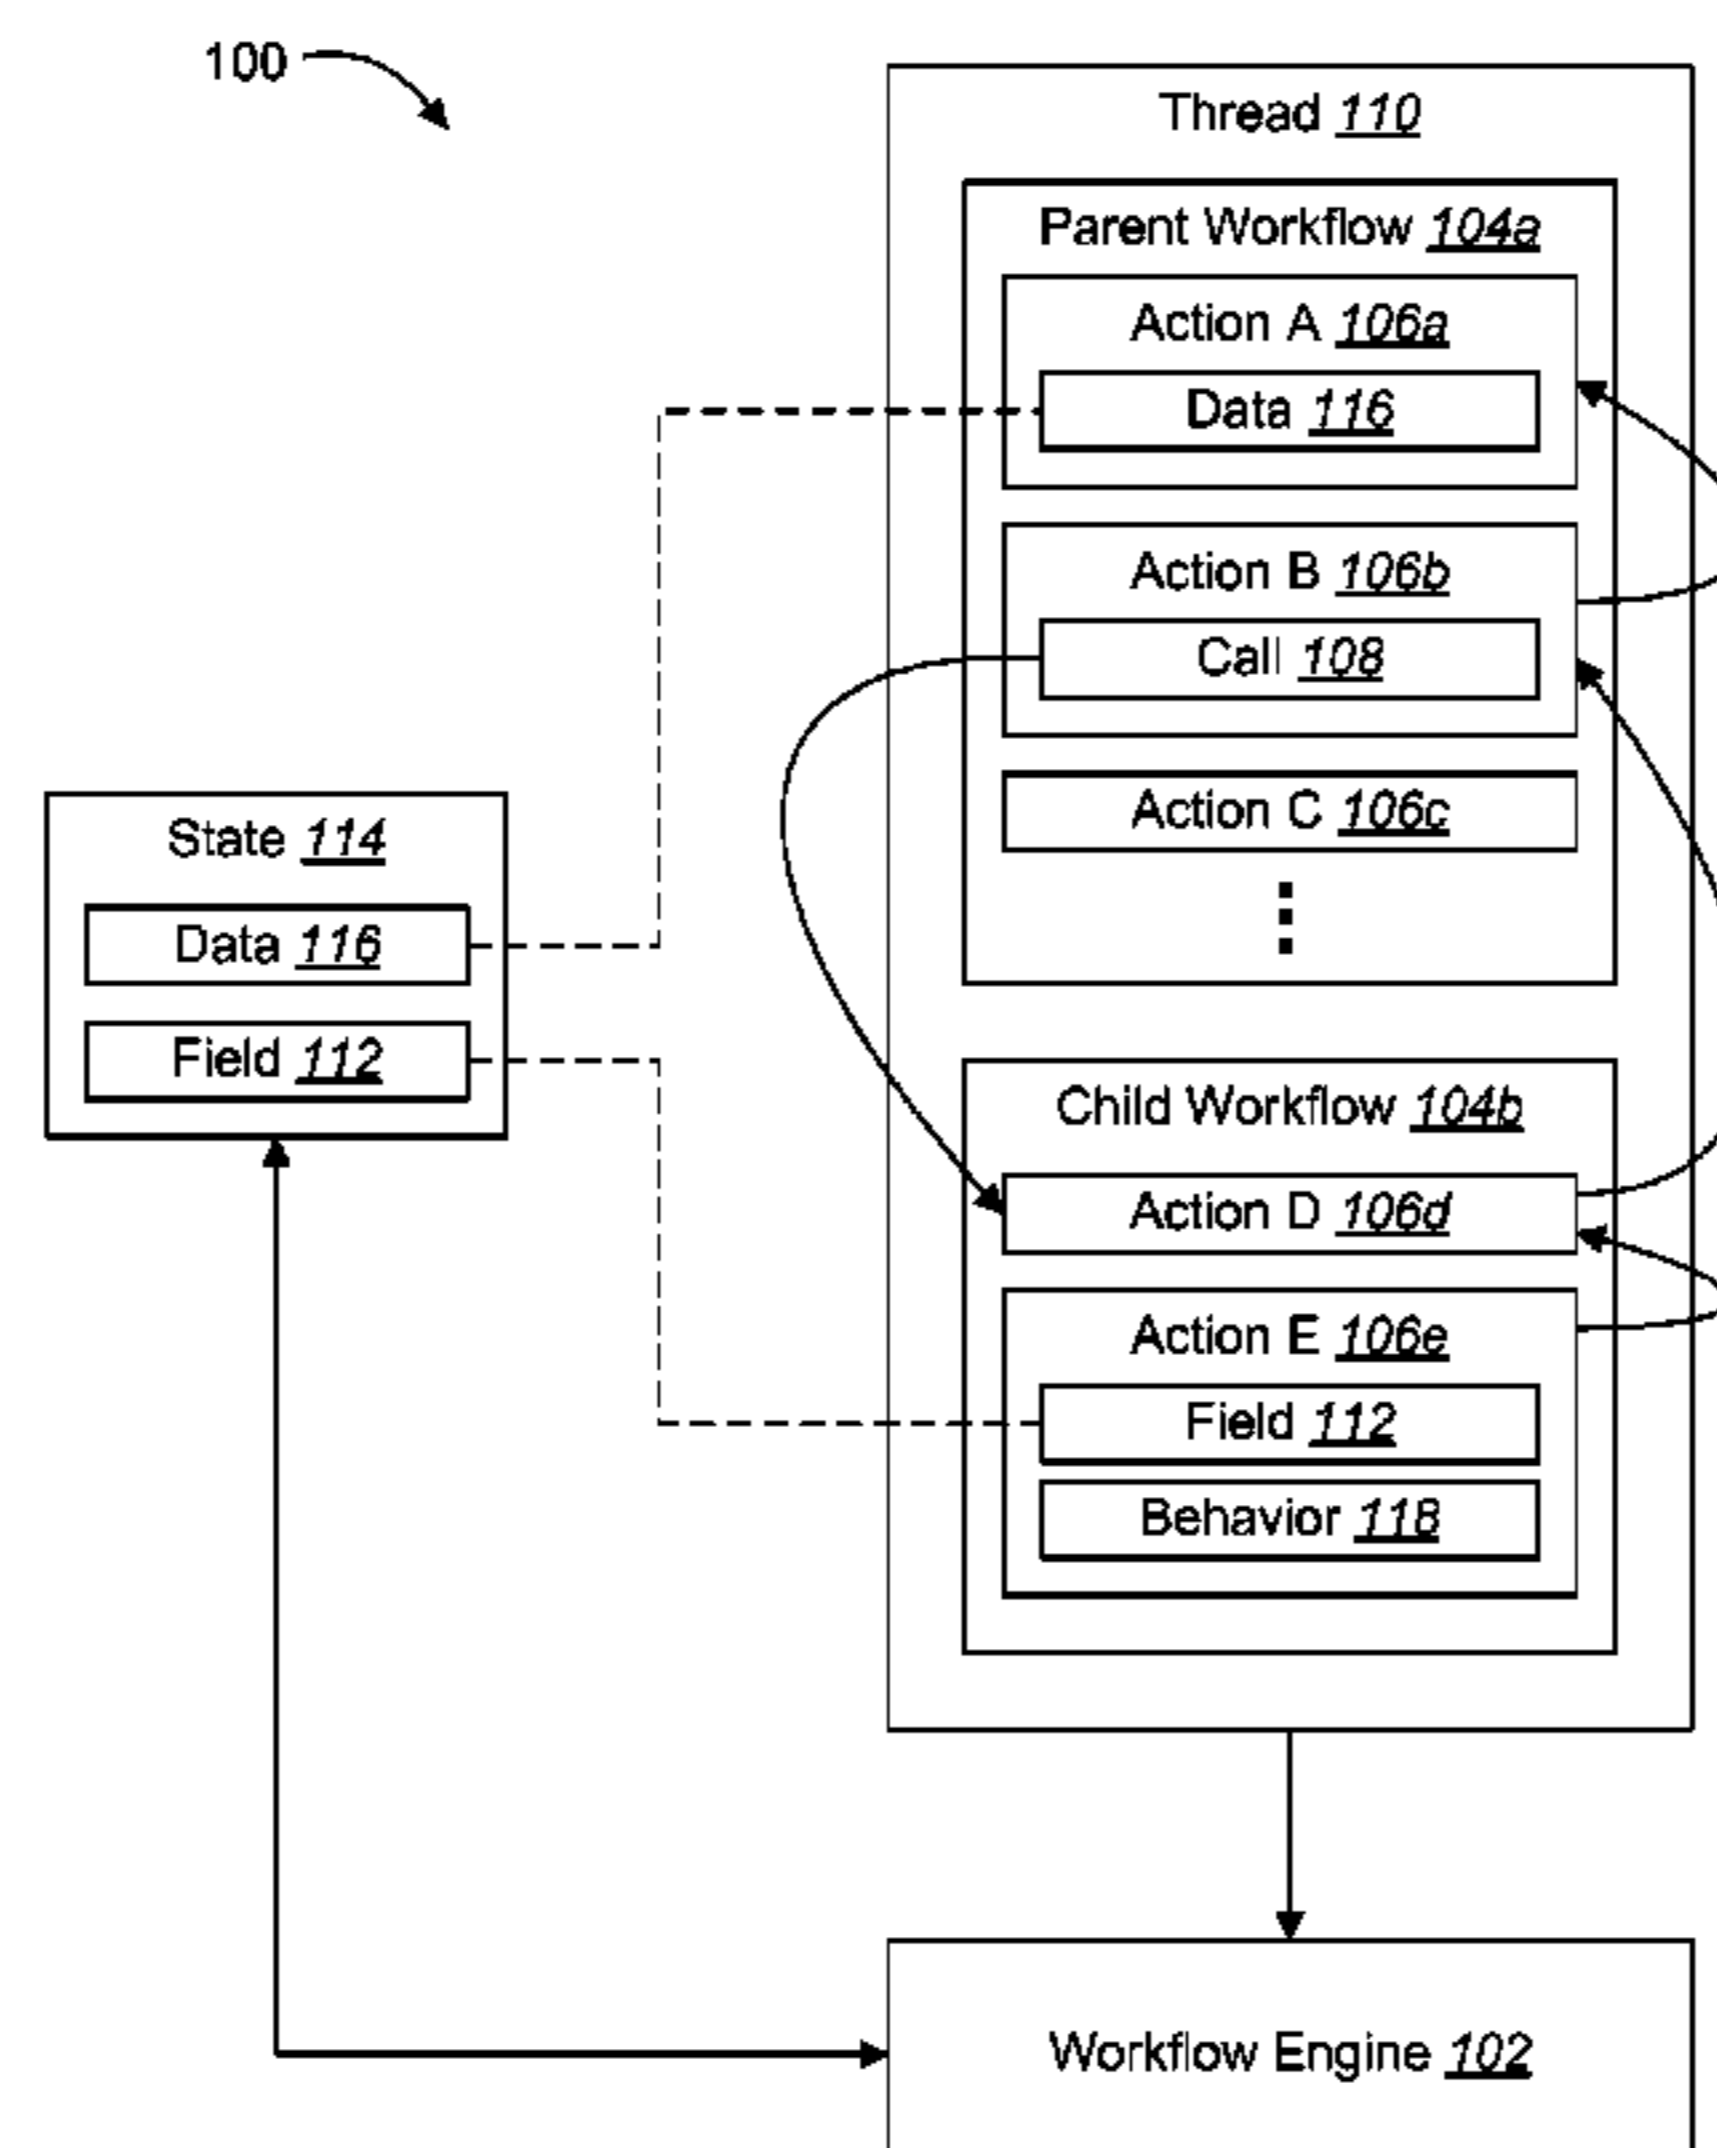 100
Thread 110
Parent Workflow 104a
Action A 106a
Data 116
Action B 106b
Call 108
Action C 106c
State 114
Data 116
Field 112
Child Workflow 104b
Action D 106d
Action E 106e
Field 112
Behavior 118
Workflow Engine 102